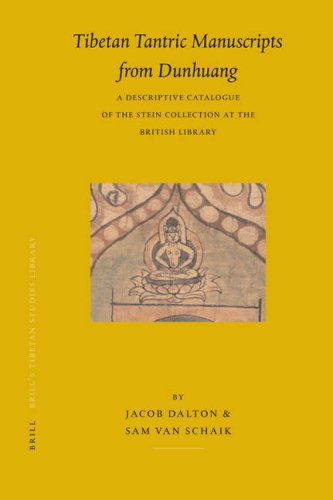 Tibetan Tantric Manuscripts
from Dunhuang
A DESCRIPTIVE CATALOGUE
OF THE STEIN COLLECTION AT THE
BRITISH LIBRARY
BY
JACOB DALTON &
SAM VAN SCHAIK
BRILL BRILL'S TIBETAN STUDIES LIBRARY